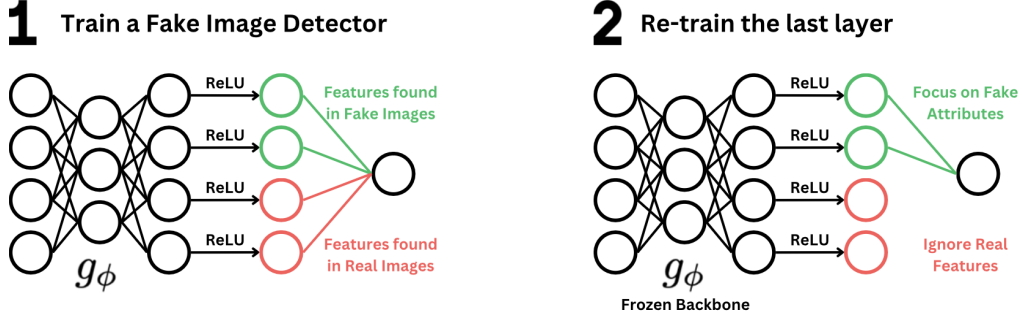 1 Train a Fake Image Detector
ReLU
ReLU
ReLU
ReLU
Features found
in Fake Images
Features found
in Real Images
gϕ
2 Re-train the last layer
ReLU
ReLU
ReLU
ReLU
Focus on Fake
Attributes
Ignore Real
Features
gϕ
Frozen Backbone